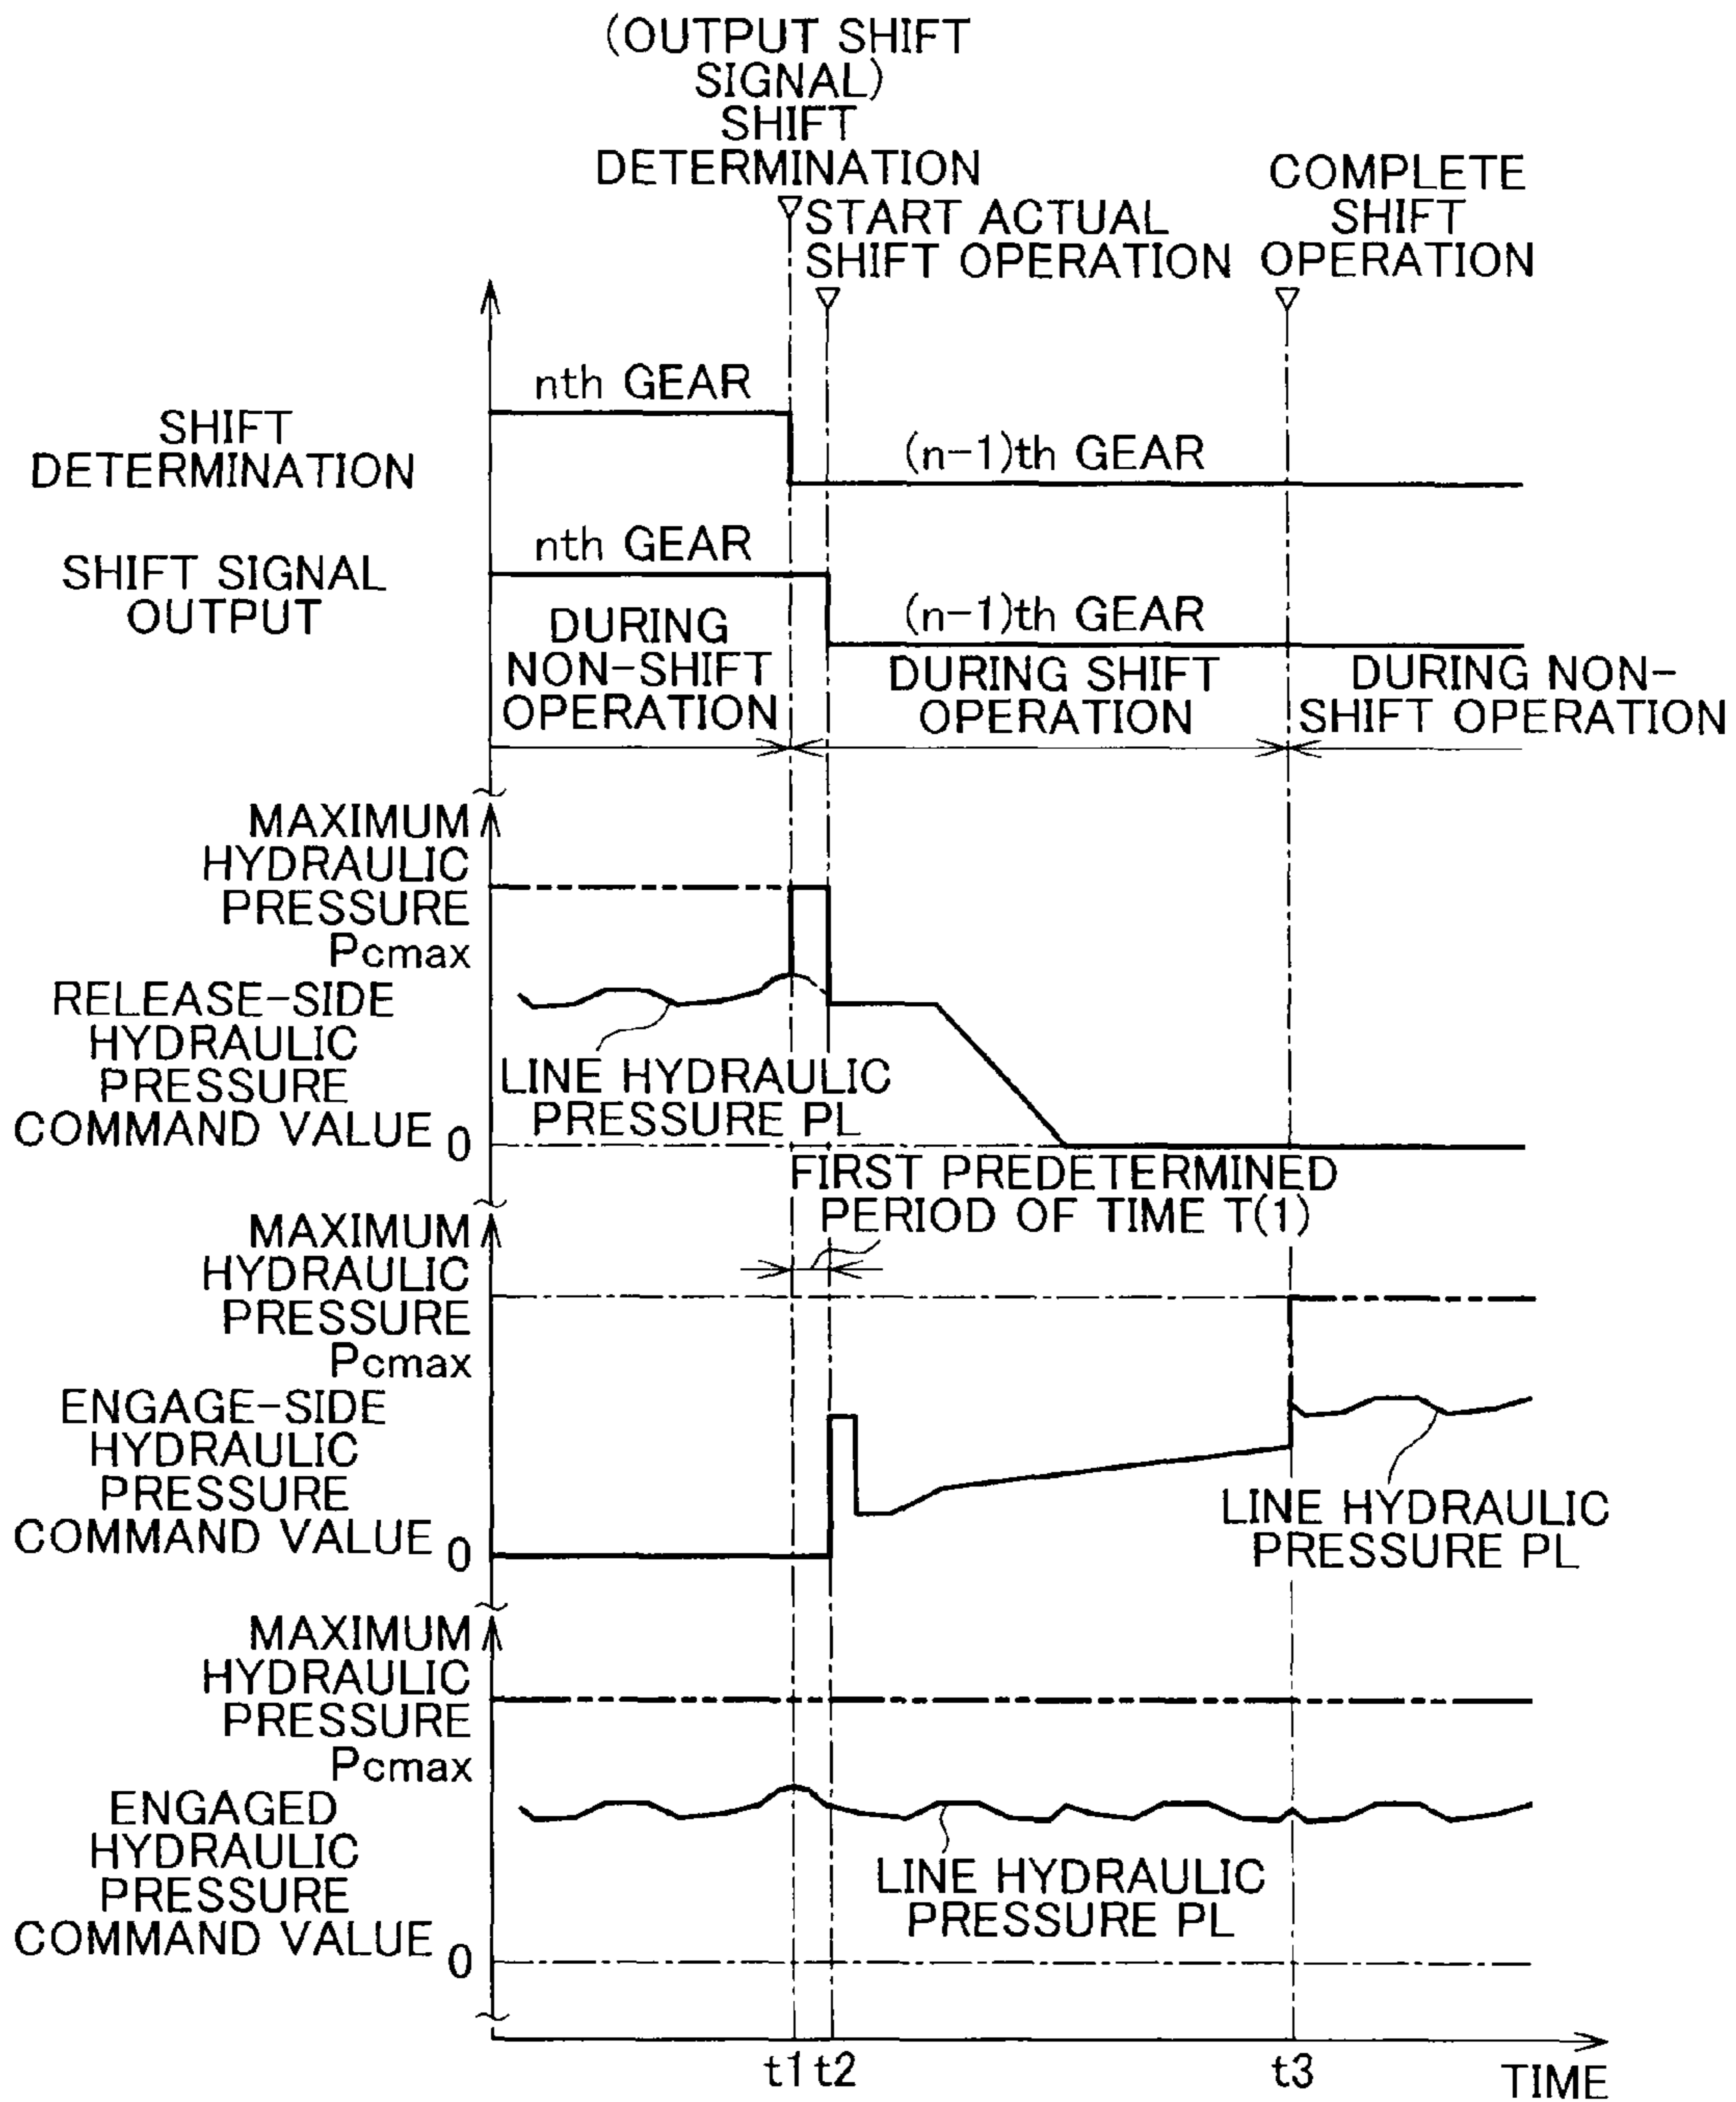 (OUTPUT SHIFT
SIGNAL)
SHIFT
DETERMINATION
START ACTUAL
SHIFT OPERATION
COMPLETE
SHIFT
OPERATION
nth GEAR
SHIFT
DETERMINATION
(n-1)th GEAR
nth GEAR
SHIFT SIGNAL
OUTPUT
(n-1)th GEAR
DURING
NON-SHIFT
OPERATION
DURING SHIFT
OPERATION
DURING NON-
SHIFT OPERATION
MAXIMUM
HYDRAULIC
PRESSURE
Pcmax
RELEASE-SIDE
HYDRAULIC
PRESSURE
COMMAND VALUE
0
LINE HYDRAULIC
PRESSURE PL
FIRST PREDETERMINED
PERIOD OF TIME T(1)
MAXIMUM
HYDRAULIC
PRESSURE
Pcmax
ENGAGE-SIDE
HYDRAULIC
PRESSURE
COMMAND VALUE
0
LINE HYDRAULIC
PRESSURE PL
MAXIMUM
HYDRAULIC
PRESSURE
Pcmax
ENGAGED
HYDRAULIC
PRESSURE
COMMAND VALUE
0
LINE HYDRAULIC
PRESSURE PL
t1 t2 t3
TIME